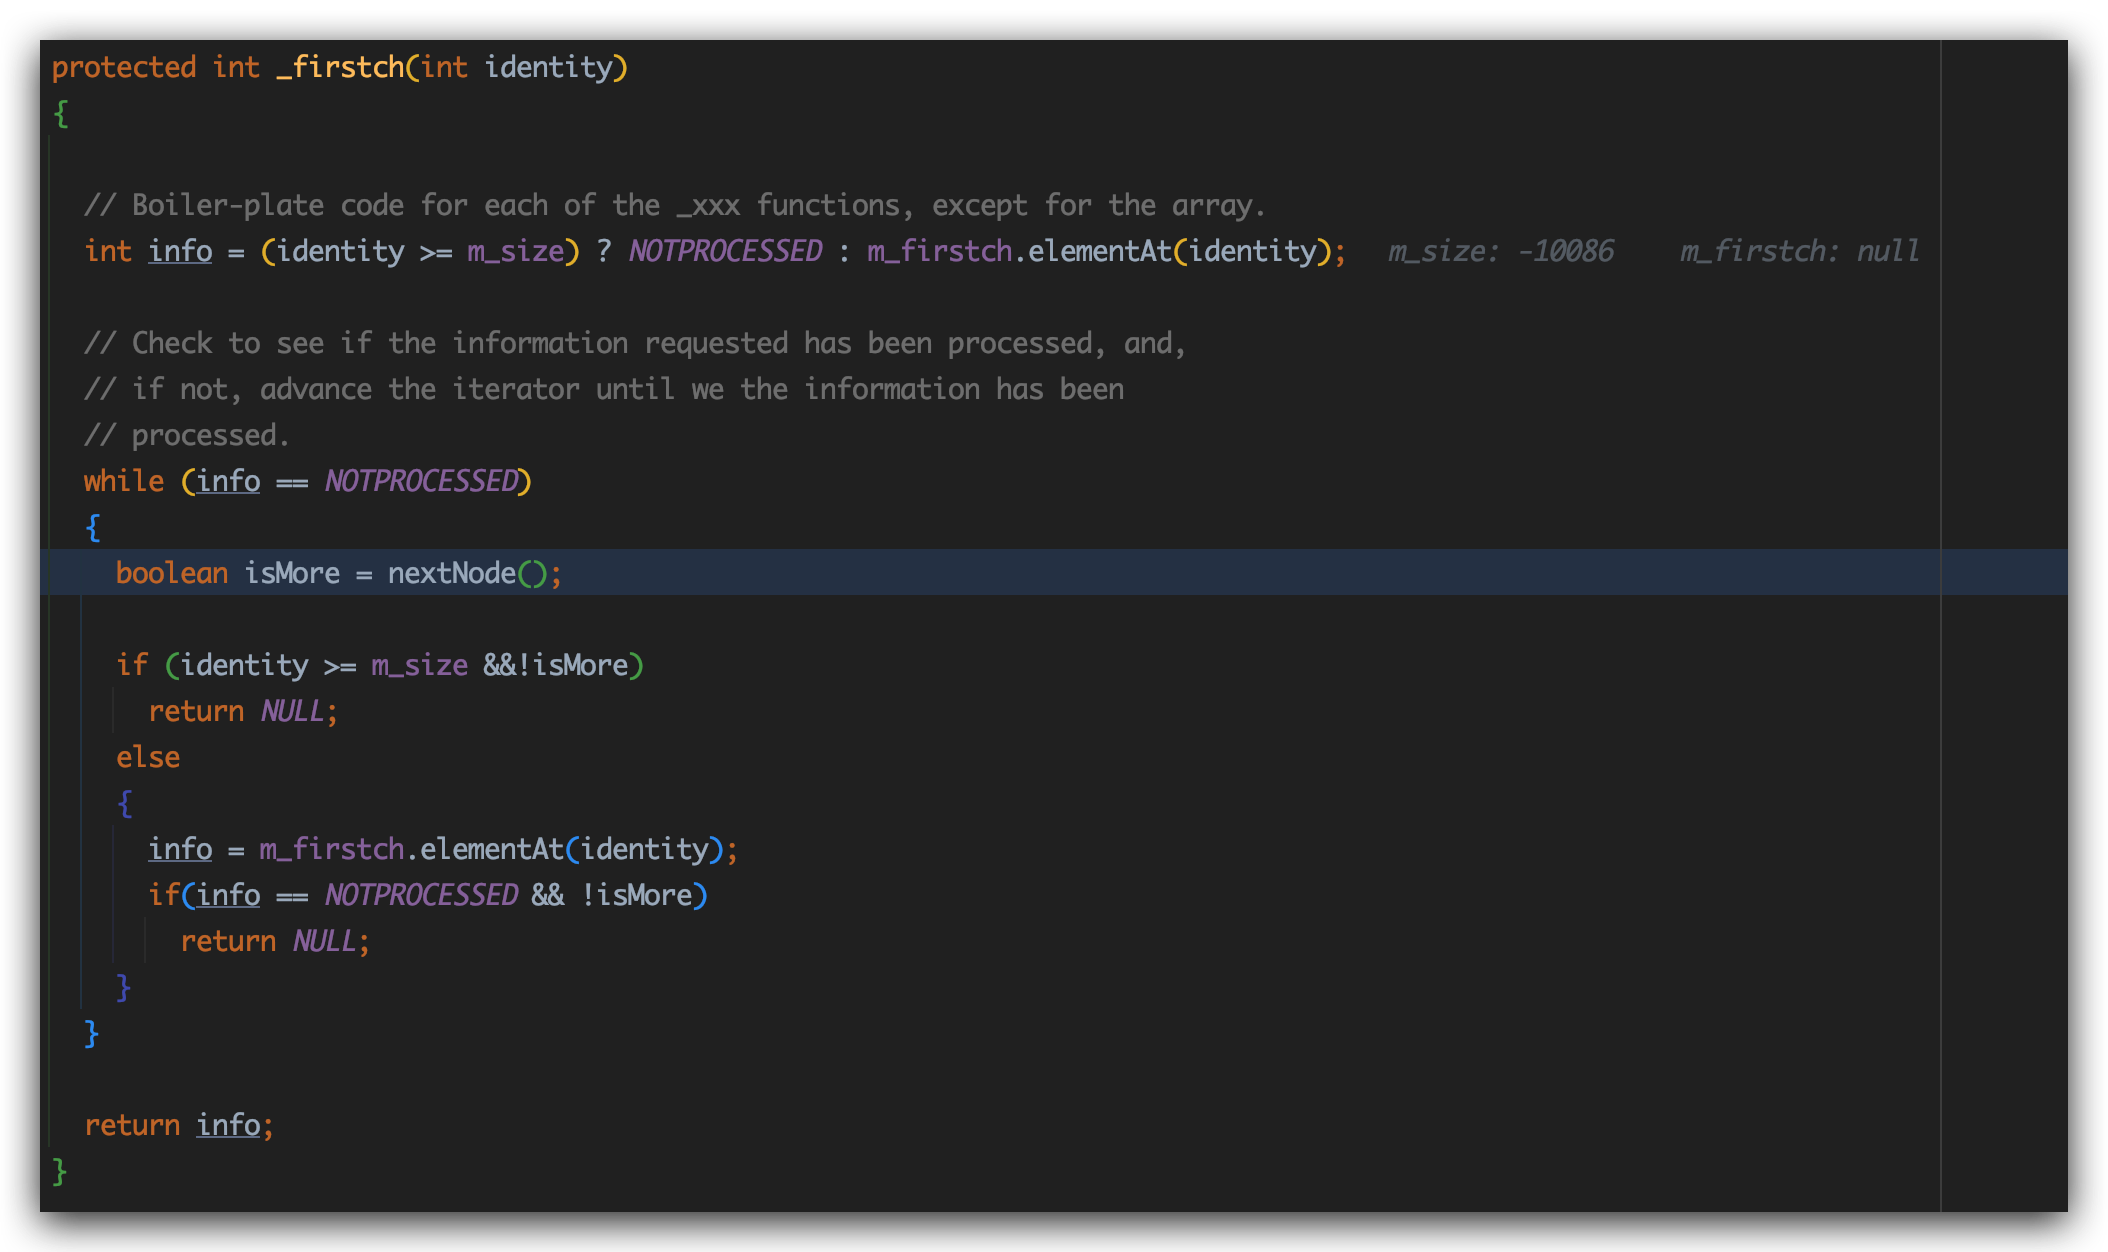 protected int _firstch(int identity)
{
// Boiler-plate code for each of the _xxx functions, except for the array.
int info = (identity >= m_size) ? NOTPROCESSED : m_firstch.elementAt(identity); m_size: -10086 m_firstch: null
// Check to see if the information requested has been processed, and,
// if not, advance the iterator until we the information has been
// processed.
while (info == NOTPROCESSED)
{
boolean isMore = nextNode();
if (identity >= m_size &&!isMore)
return NULL;
else
{
info = m_firstch.elementAt(identity);
if(info == NOTPROCESSED && !isMore)
return NULL;
}
}
return info;
}